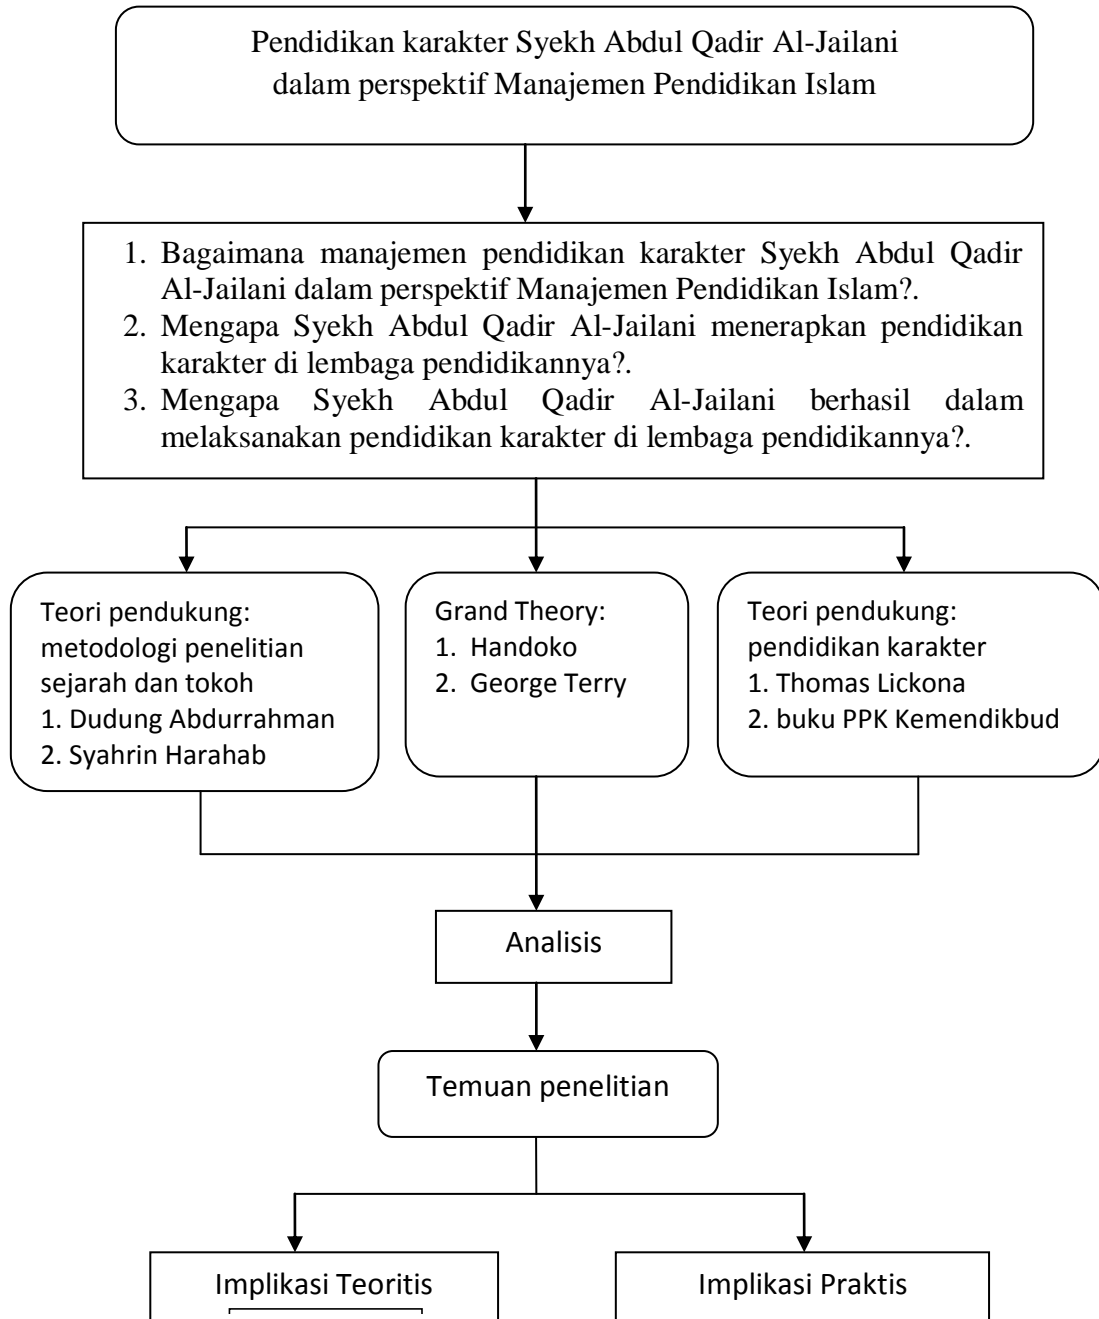 Pendidikan karakter Syekh Abdul Qadir Al-Jailani
dalam perspektif Manajemen Pendidikan Islam
1. Bagaimana manajemen pendidikan karakter Syekh Abdul Qadir
Al-Jailani dalam perspektif Manajemen Pendidikan Islam?.
2. Mengapa Syekh Abdul Qadir Al-Jailani menerapkan pendidikan
karakter di lembaga pendidikannya?.
3. Mengapa Syekh Abdul Qadir Al-Jailani berhasil dalam
melaksanakan pendidikan karakter di lembaga pendidikannya?.
Teori pendukung:
metodologi penelitian
sejarah dan tokoh
1. Dudung Abdurrahman
2. Syahrin Harahab
Grand Theory:
1. Handoko
2. George Terry
Teori pendukung:
pendidikan karakter
1. Thomas Lickona
2. buku PPK Kemendikbud
Analisis
Temuan penelitian
Implikasi Teoritis
Implikasi Praktis